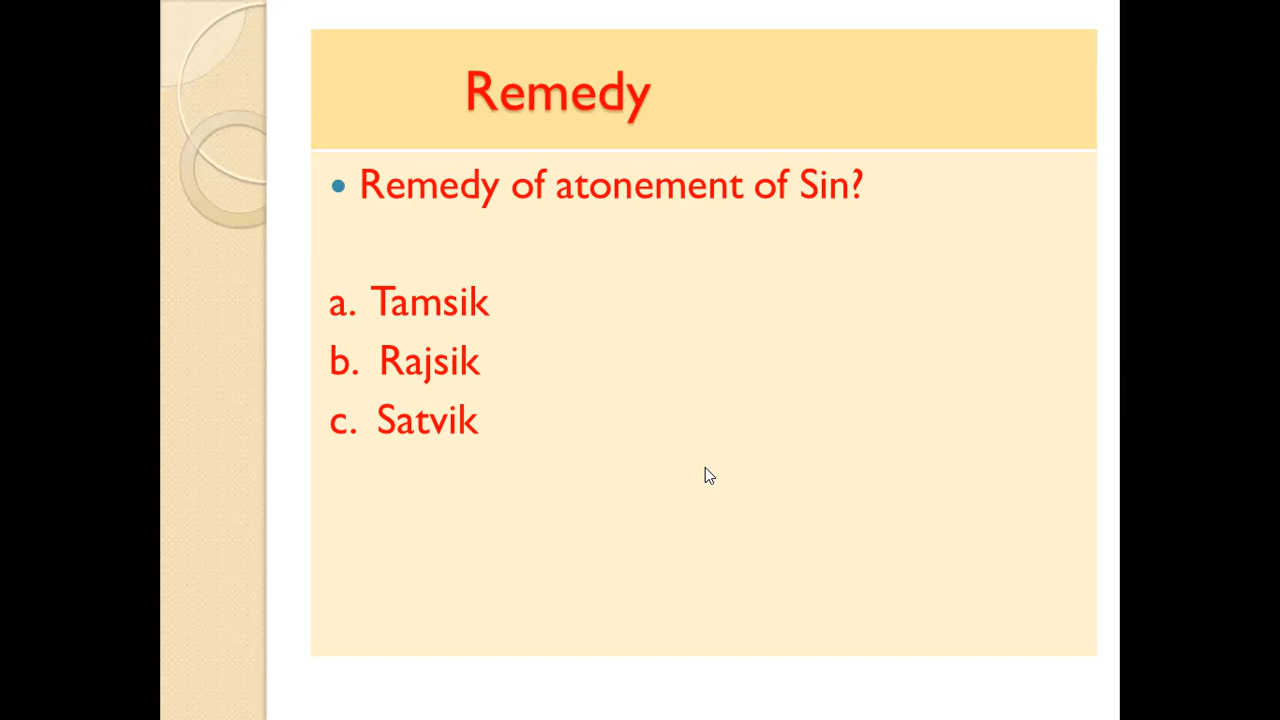 Remedy
• Remedy of atonement of Sin?
a. Tamsik
b. Rajsik
c. Satvik